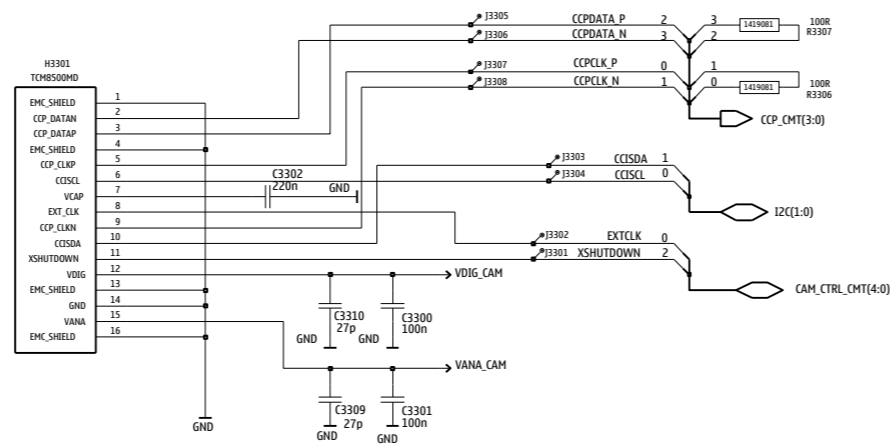 J3305 CCPDATA_P 2 3 1419081 100R
J3306 CCPDATA_N 3 2 R3307
H3301
TCM8500MD
J3307 CCPCLK_P 0 1 100R
J3308 CCPCLK_N 1 0 1419081 R3306
EMC_SHIELD 1
CCP_DATAN 2
CCP_CMT(3:0)
CCP_DATAP 3
EMC_SHIELD 4
CCP_CLKP 5
J3303 CCISDA 1
CCISCL 6
C3302
220n GND
J3304 CCISCL 0
VCAP 7
EXT_CLK 8
I2C(1:0)
CCP_CLKN 9
J3302 EXTCLK 0
CCISDA 10
XSHUTDOWN 11
J3301 XSHUTDOWN 2
VDIG 12
VDIG_CAM
EMC_SHIELD 13
CAM_CTRL_CMT(4:0)
GND 14
VANA 15
C3310
27p
C3300
100n
EMC_SHIELD 16
GND GND
VANA_CAM
C3309
27p
C3301
100n
GND
GND GND